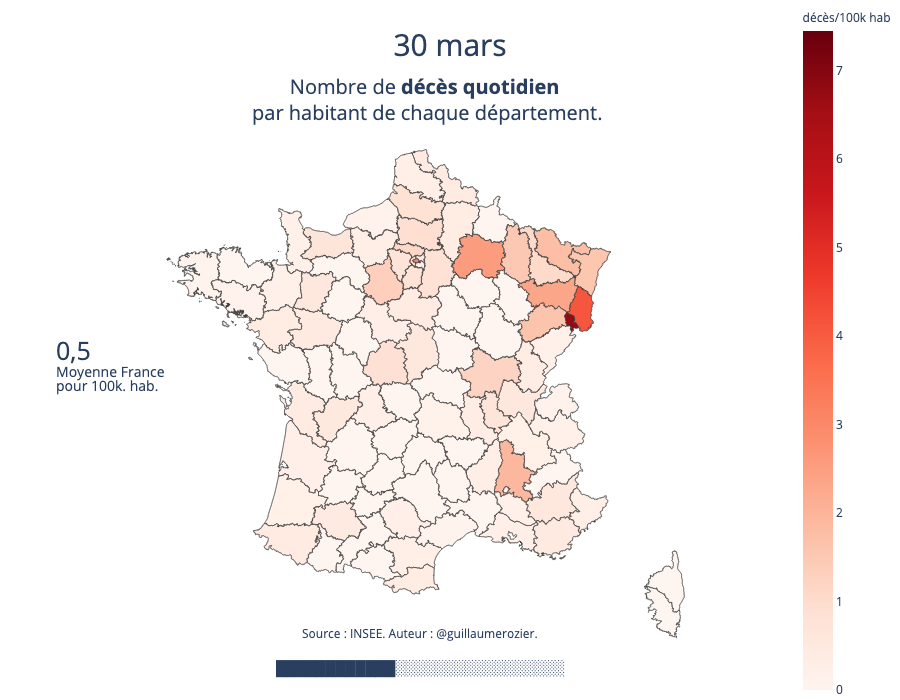 décès/100k hab
30 mars
Nombre de décès quotidien
par habitant de chaque département.
7
6
5
4
3
2
1
0
0,5
Moyenne France
pour 100k. hab.
Source : INSEE. Auteur : @guillaumerozier.